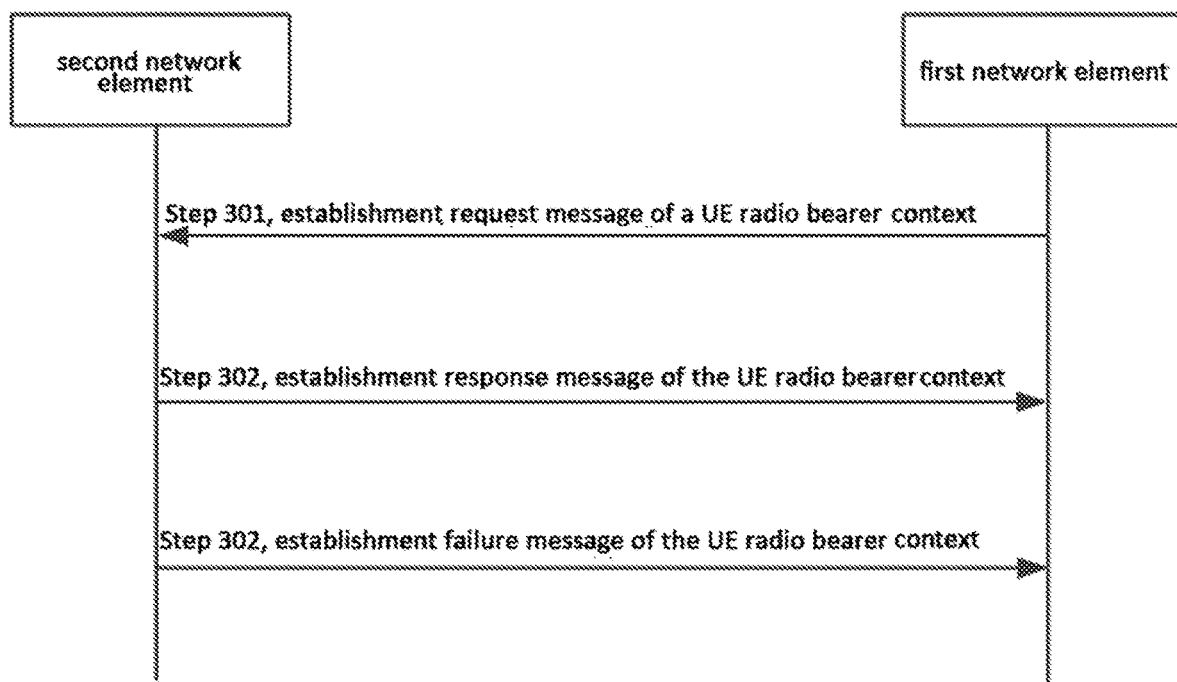 second network
element
first network element
Step 301, establishment request message of a UE radio bearer context
Step 302, establishment response message of the UE radio bearer context
Step 302, establishment failure message of the UE radio bearer context